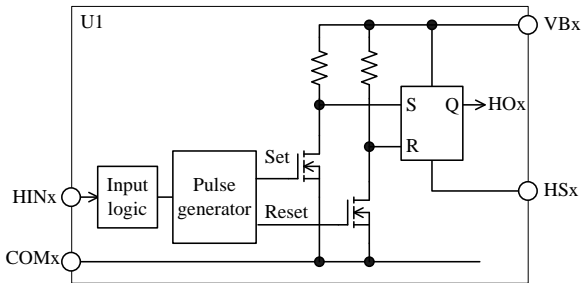 U1
VBx
S
Q
HOx
R
Set
HINx
Input
logic
Pulse
generator
HSx
Reset
COMx